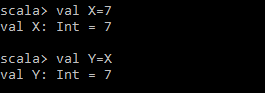 scala> val X=7
val X: Int = 7
scala> val Y=X
val Y: Int = 7